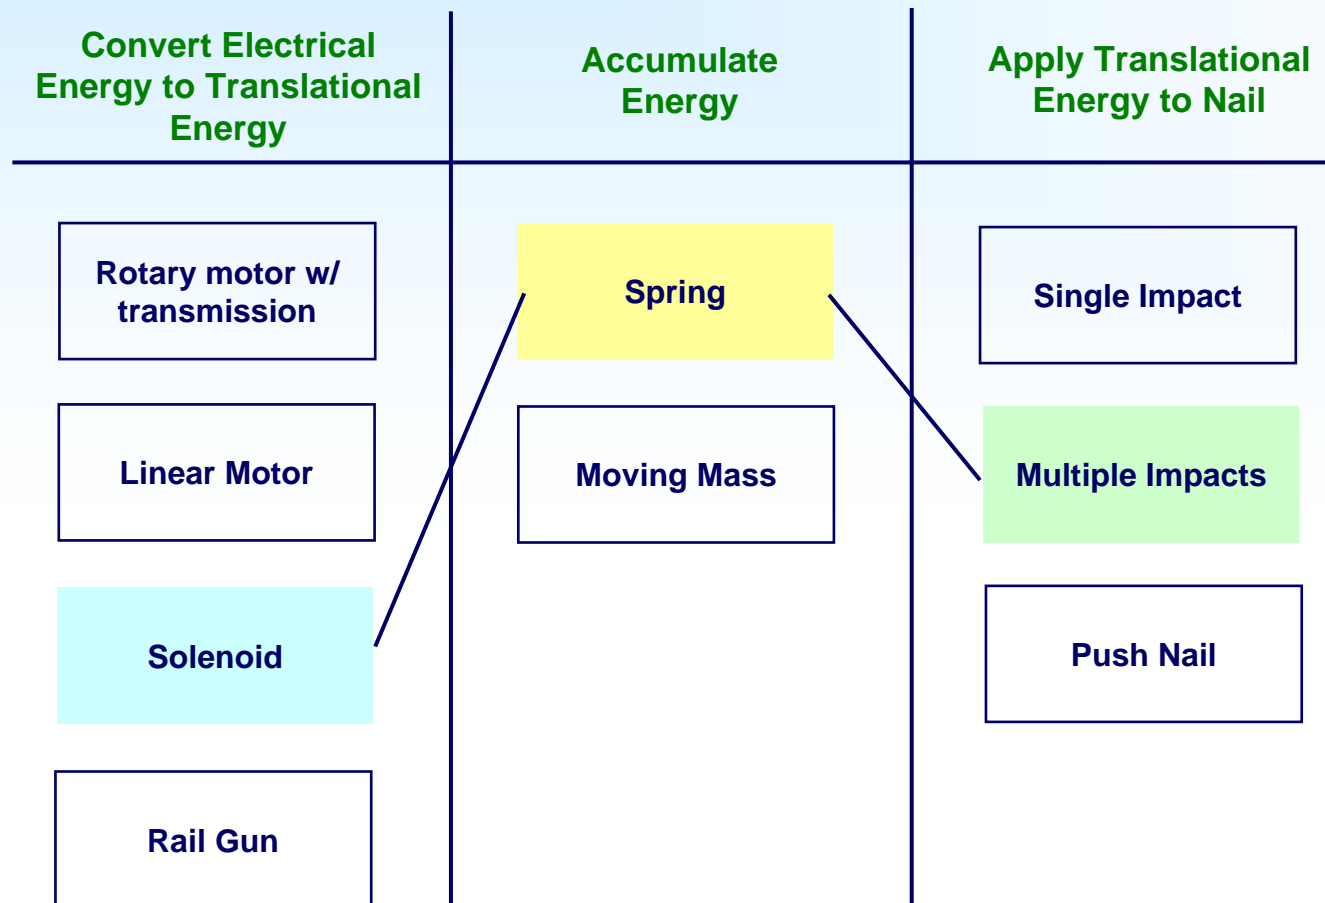 Convert Electrical
Energy to Translational
Energy
Accumulate
Energy
Apply Translational
Energy to Nail
Rotary motor w/
transmission
Spring
Single Impact
Linear Motor
Moving Mass
Multiple Impacts
Solenoid
Push Nail
Rail Gun